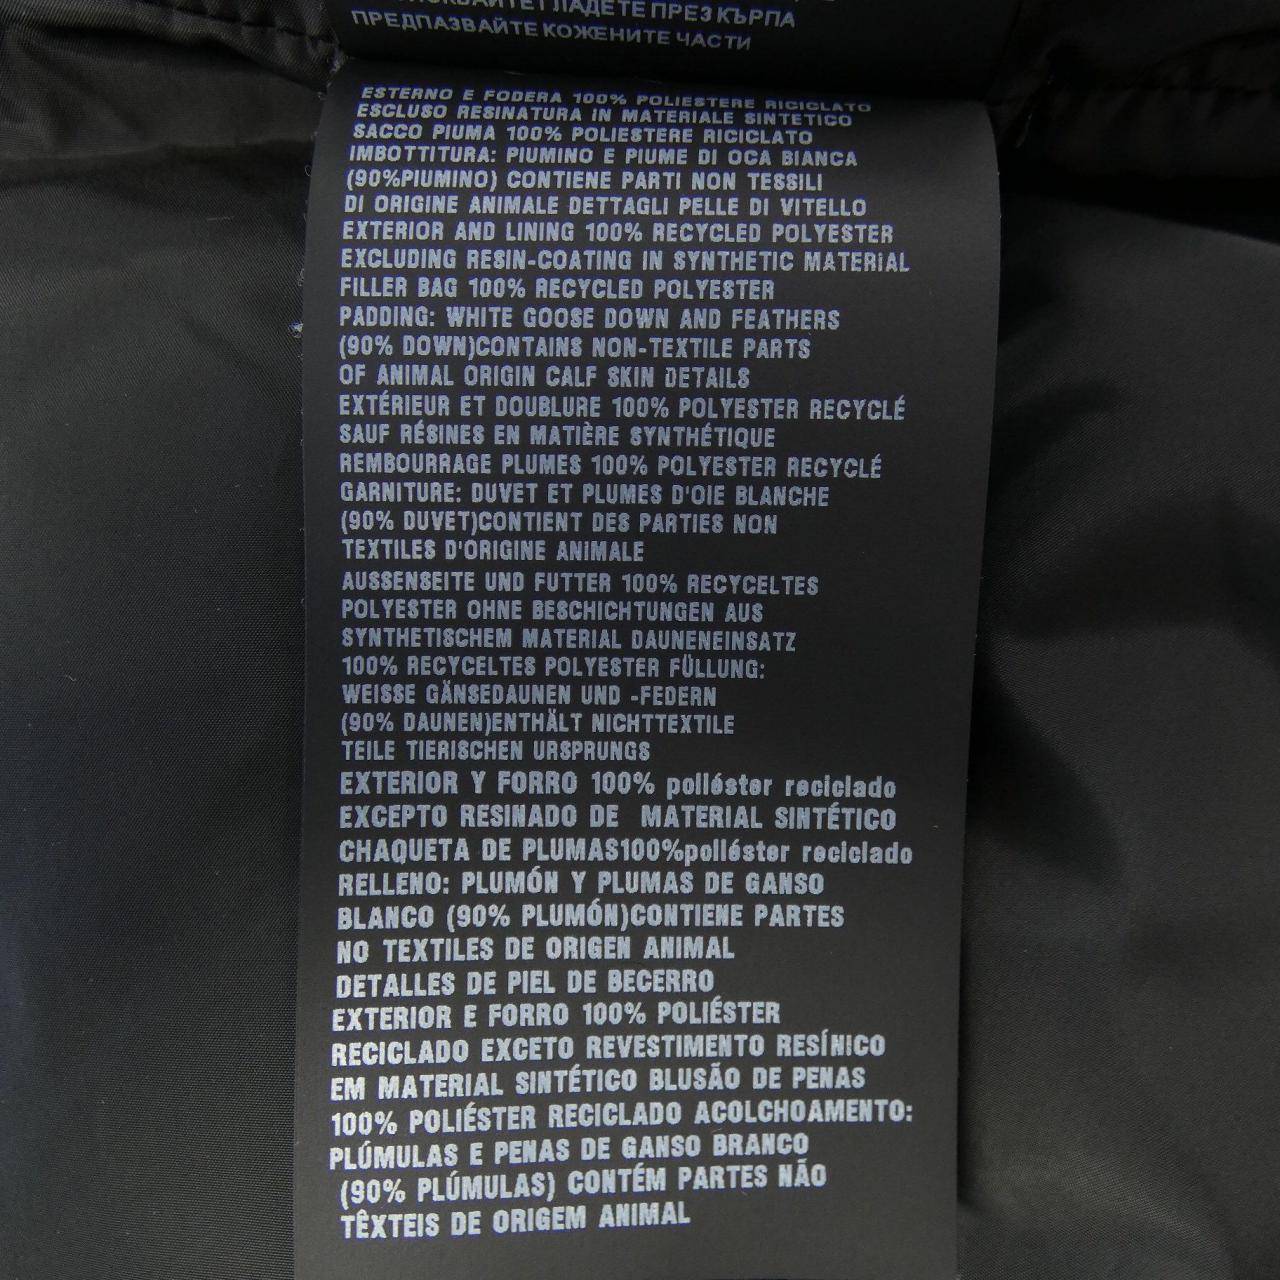 ГЛАДЕТЕ ПРЕЗ КЪРПА
ПРЕДПАЗВАЙТЕ КОЖЕНИТЕ ЧАСТИ
ESTERNO E FODERA 100% POLIESTERE RICICLATO
ESCLUSO RESINATURA IN MATERIALE SINTETICO
SACCO PIUMA 100% POLIESTERE RICICLATO
IMBOTTITURA: PIUMINO E PIUME DI OCA BIANCA
(90%PIUMINO) CONTIENE PARTI NON TESSILI
DI ORIGINE ANIMALE DETTAGLI PELLE DI VITELLO
EXTERIOR AND LINING 100% RECYCLED POLYESTER
EXCLUDING RESIN-COATING IN SYNTHETIC MATERIAL
FILLER BAG 100% RECYCLED POLYESTER
PADDING: WHITE GOOSE DOWN AND FEATHERS
(90% DOWN)CONTAINS NON-TEXTILE PARTS
OF ANIMAL ORIGIN CALF SKIN DETAILS
EXTÉRIEUR ET DOUBLURE 100% POLYESTER RECYCLÉ
SAUF RÉSINES EN MATIÈRE SYNTHÉTIQUE
REMBOURRAGE PLUMES 100% POLYESTER RECYCLÉ
GARNITURE: DUVET ET PLUMES D'OIE BLANCHE
(90% DUVET)CONTIENT DES PARTIES NON
TEXTILES D'ORIGINE ANIMALE
AUSSENSEITE UND FUTTER 100% RECYCELTES
POLYESTER OHNE BESCHICHTUNGEN AUS
SYNTHETISCHEM MATERIAL DAUNENEINSATZ
100% RECYCELTES POLYESTER FÜLLUNG:
WEISSE GÄNSEDAUNEN UND -FEDERN
(90% DAUNEN)ENTHÄLT NICHTTEXTILE
TEILE TIERISCHEN URSPRUNGS
EXTERIOR Y FORRO 100% poliéster reciclado
EXCEPTO RESINADO DE MATERIAL SINTÉTICO
CHAQUETA DE PLUMAS100%poliéster reciclado
RELLENO: PLUMÓN Y PLUMAS DE GANSO
BLANCO (90% PLUMÓN)CONTIENE PARTES
NO TEXTILES DE ORIGEN ANIMAL
DETALLES DE PIEL DE BECERRO
EXTERIOR E FORRO 100% POLIÉSTER
RECICLADO EXCETO REVESTIMENTO RESÍNICO
EM MATERIAL SINTÉTICO BLUSÃO DE PENAS
100% POLIÉSTER RECICLADO ACOLCHOAMENTO:
PLÚMULAS E PENAS DE GANSO BRANCO
(90% PLÚMULAS) CONTÉM PARTES NÃO
TÊXTEIS DE ORIGEM ANIMAL